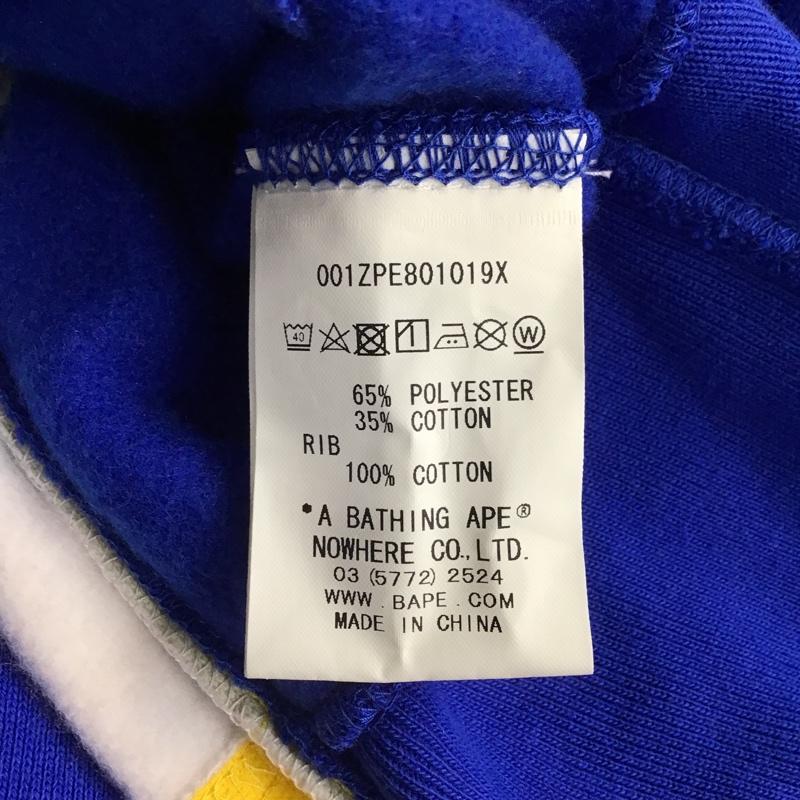 001ZPE801019X
40 W
65% POLYESTER
35% COTTON
RIB
100% COTTON
*A BATHING APE®
NOWHERE CO., LTD.
03 (5772) 2524
WWW . BAPE . COM
MADE IN CHINA